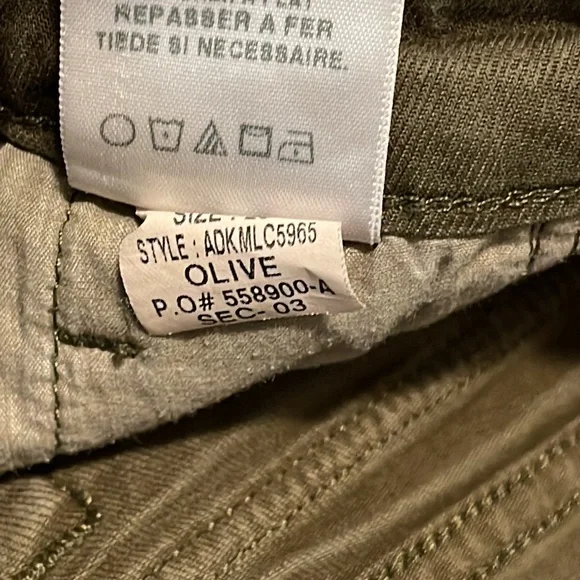 REPASSER A FER
TIEDE SI NECESSAIRE.
STYLE : ADKMLC5965
OLIVE
P.O# 558900-A
SEC- 03